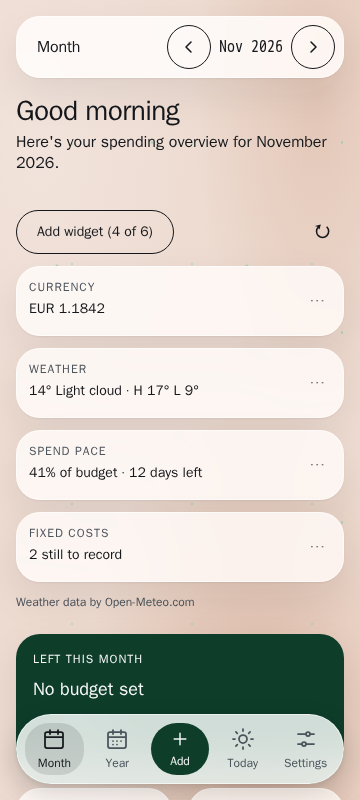 Month
Nov 2026
Good morning
Here's your spending overview for November
2026.
Add widget (4 of 6)
CURRENCY
EUR 1.1842
...
WEATHER
14° Light cloud · H 17° L 9°
...
SPEND PACE
41% of budget · 12 days left
...
FIXED COSTS
2 still to record
...
Weather data by Open-Meteo.com
LEFT THIS MONTH
No budget set
Month
Year
Add
Today
Settings